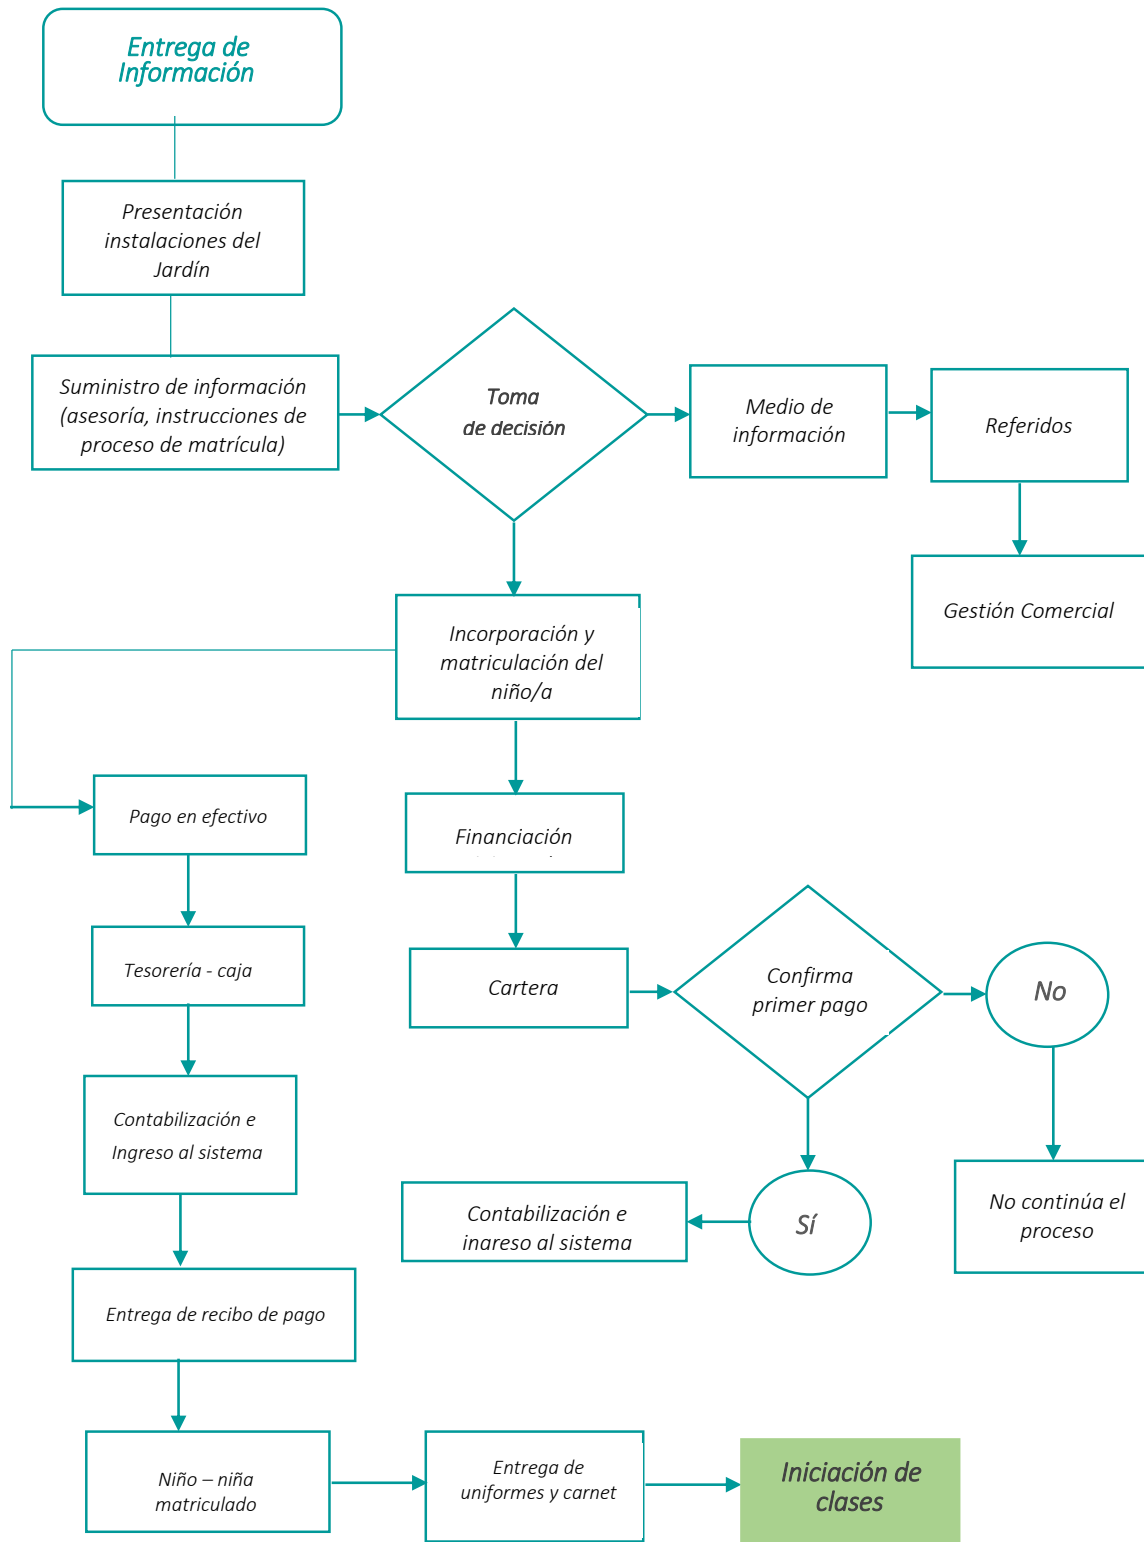 Entrega de
Información
Presentación
instalaciones del
Jardín
Suministro de información
(asesoría, instrucciones de
proceso de matrícula)
Toma
de decisión
Medio de
información
Referidos
Gestión Comercial
Incorporación y
matriculación del
niño/a
Pago en efectivo
Financiación
Tesorería - caja
Cartera
Confirma
primer pago
No
Contabilización e
Ingreso al sistema
Contabilización e
inareso al sistema
Sí
No continúa el
proceso
Entrega de recibo de pago
Niño – niña
matriculado
Entrega de
uniformes y carnet
Iniciación de
clases